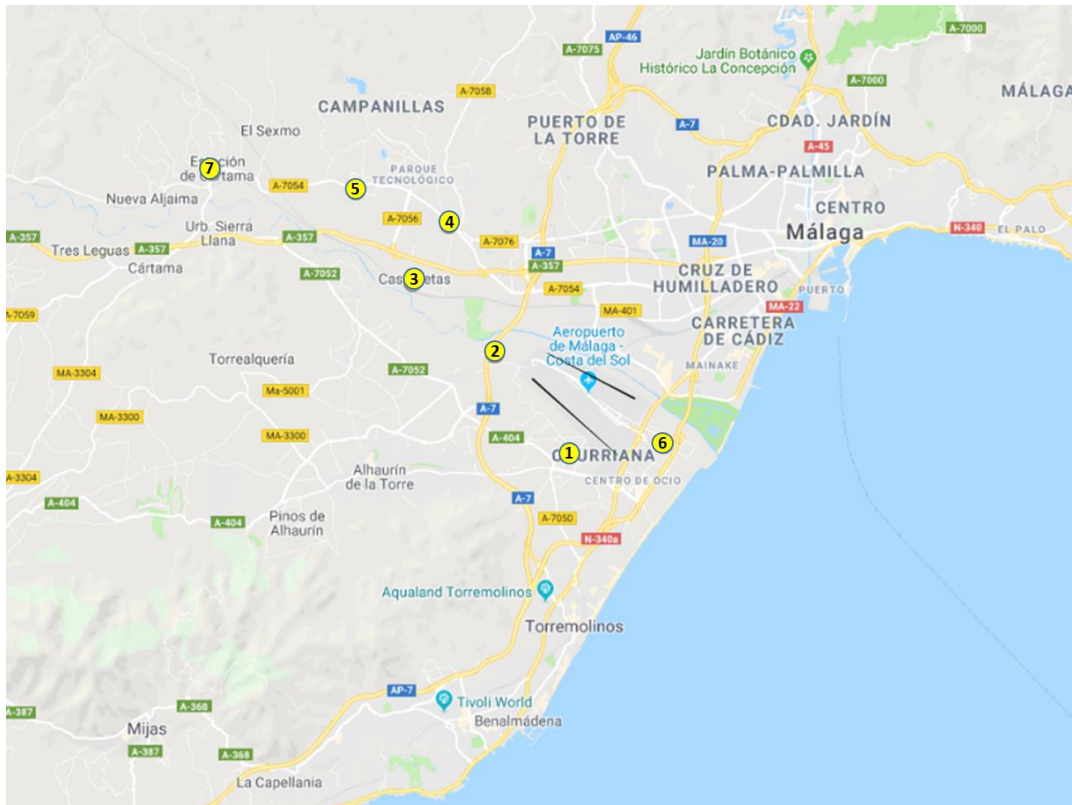 AP-46
A-7000
A-7075
Jardín Botánico
Histórico La Concepción
A-7000
A-7058
MÁLAGA
CAMPANILLAS
PUERTO DE
LA TORRE
A-7
CDAD. JARDÍN
El Sexmo
A-45
7
PARQUE
TECNOLÓGICO
PALMA-PALMILLA
de Cártama
A-7054
5
Nueva Aljaima
A-7056
4
CENTRO
Málaga
N-340
EL PALO
Urb. Sierra
Llana
A-357
A-357
A-7076
MA-20
Tres Leguas
A-357
A-7
A-357
Cártama
A-7052
3
CRUZ DE
HUMILLADERO
A-7054
PUERTO
MA-22
A-7059
MA-401
CARRETERA
DE CÁDIZ
Aeropuerto
de Málaga -
Costa del Sol
2
Torrealquería
MAINAKE
MA-3304
A-7052
Ma-5001
A-7
MA-3300
MA-3300
A-404
6
1
CHURRIANA
Alhaurín
de la Torre
CENTRO DE OCIO
A-3304
A-404
A-7
A-404
Pinos de
Alhaurín
A-7050
N-340a
Aqualand Torremolinos
Torremolinos
AP-7
Tivoli World
A-387
A-368
Benalmádena
Mijas
A-387
A-368
La Capellania